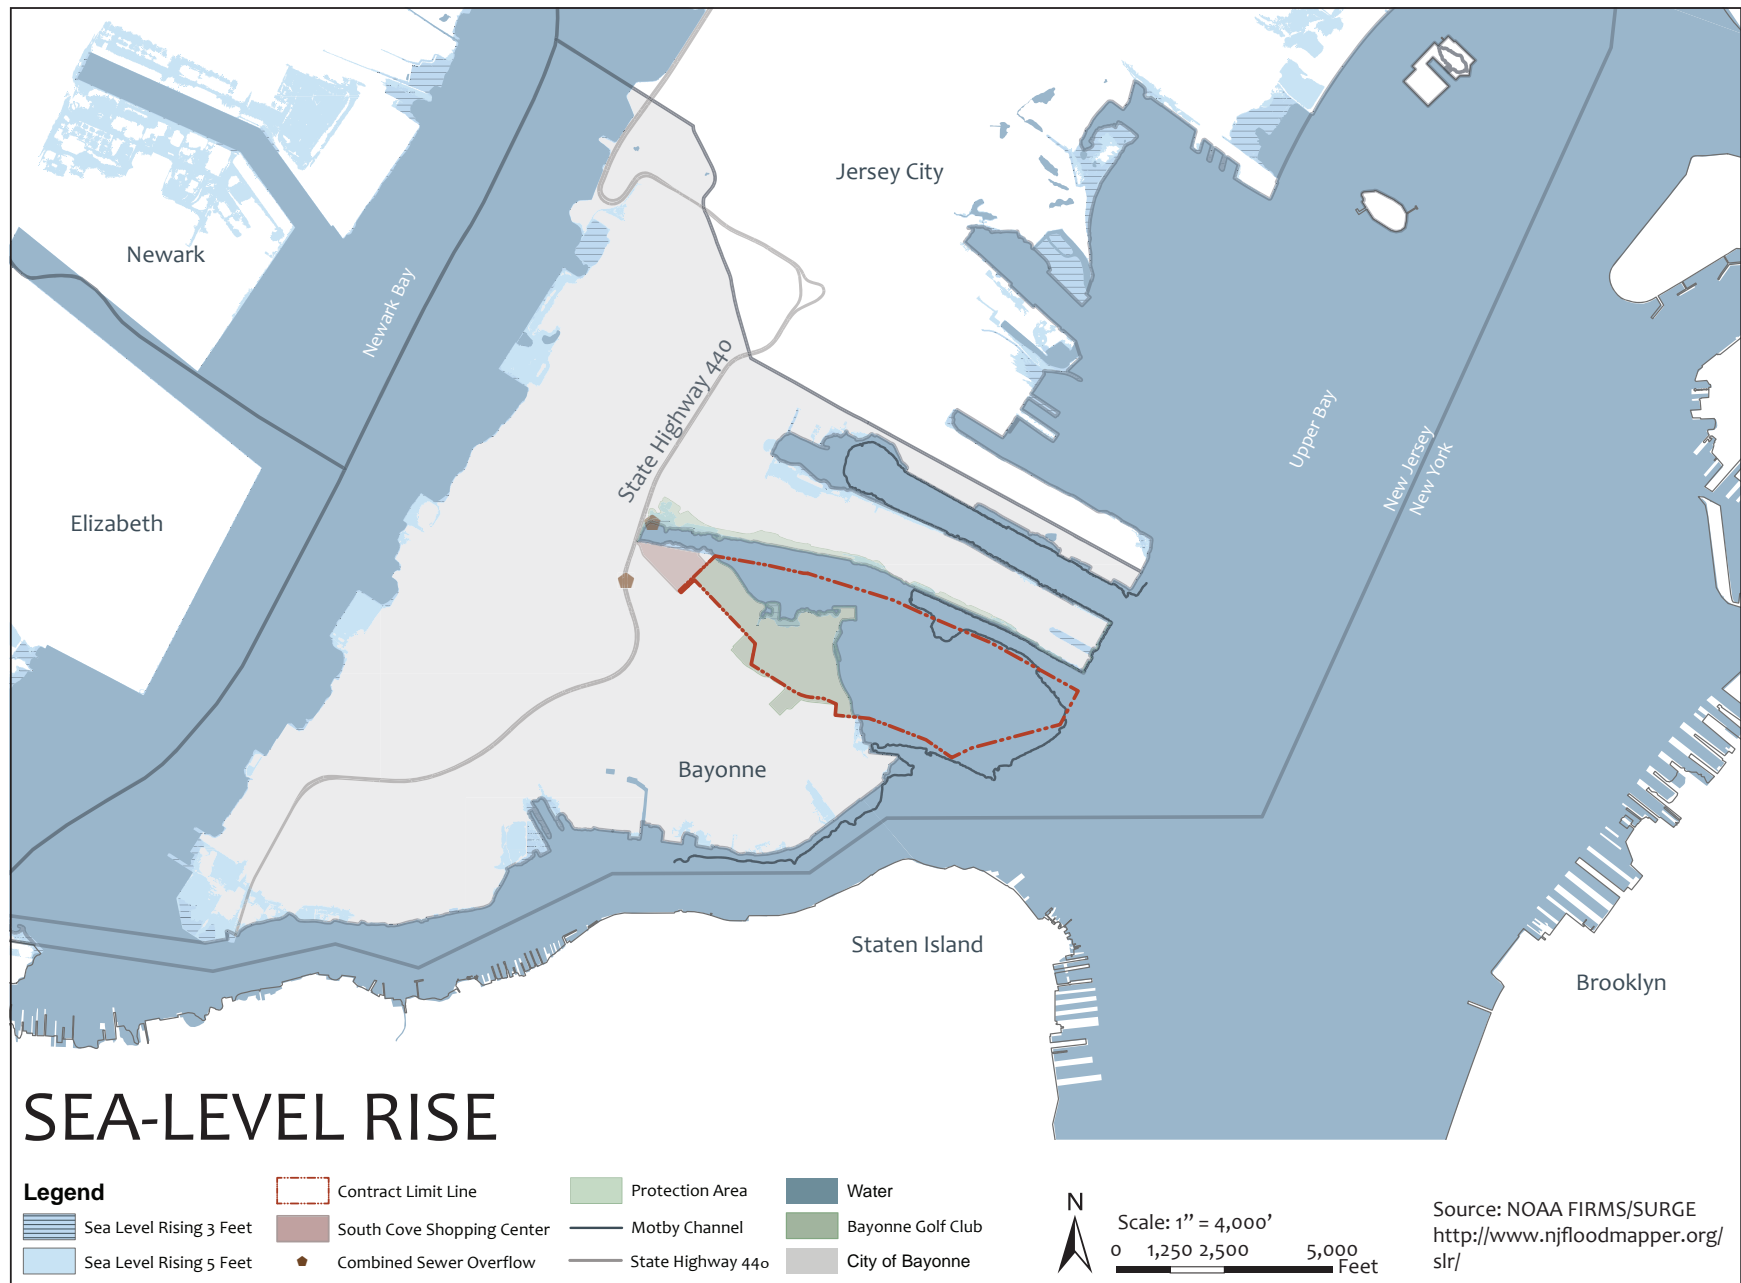 Jersey City
Newark
Newark Bay
State Highway 440
Upper Bay
New Jersey
New York
Elizabeth
Bayonne
Staten Island
Brooklyn
SEA-LEVEL RISE
Legend
Sea Level Rising 3 Feet
Sea Level Rising 5 Feet
Contract Limit Line
South Cove Shopping Center
Combined Sewer Overflow
Protection Area
Motby Channel
State Highway 440
Water
Bayonne Golf Club
City of Bayonne
N
Scale: 1” = 4,000’
0 1,250 2,500 5,000
Feet
Source: NOAA FIRMS/SURGE
http://www.njfloodmapper.org/
slr/